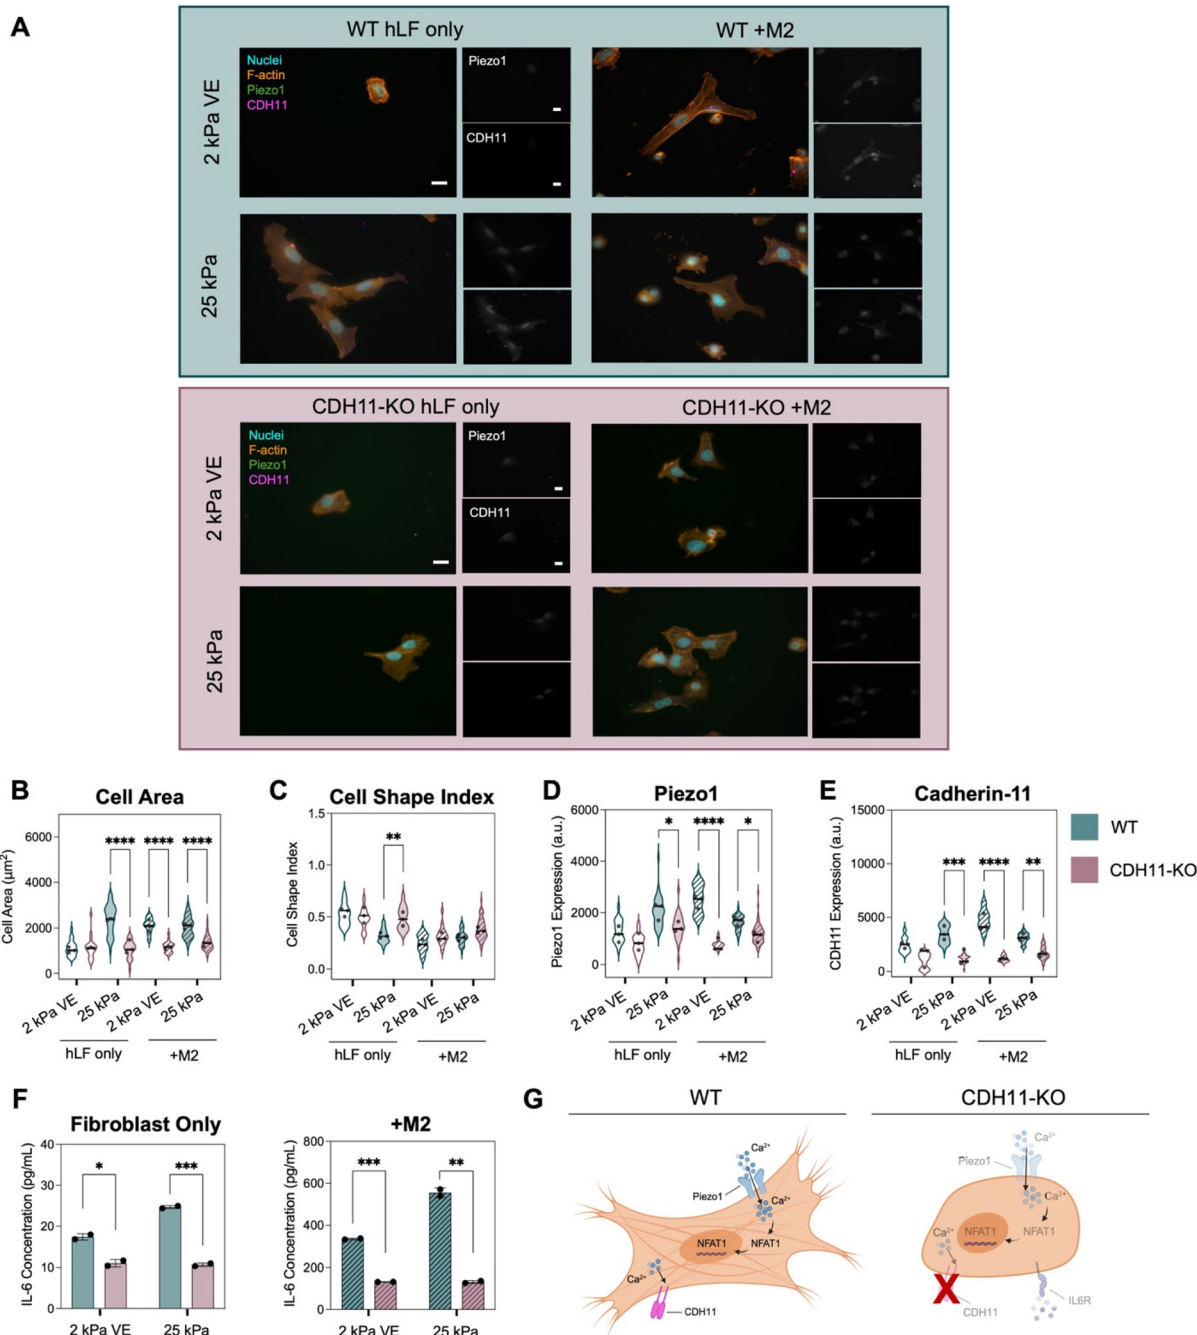 A
WT hLF only
WT +M2
2 kPa VE
Nuclei
F-actin
Piezo1
CDH11
Piezo1
CDH11
25 kPa
CDH11-KO hLF only
CDH11-KO +M2
2 kPa VE
Nuclei
F-actin
Piezo1
CDH11
Piezo1
CDH11
25 kPa
B
Cell Area
Cell Area (µm²)
6000
4000
2000
0
**** **** ****
2 kPa VE
25 kPa
2 kPa VE
25 kPa
hLF only
+M2
C
Cell Shape Index
Cell Shape Index
1.5
1.0
0.5
0.0
**
2 kPa VE
25 kPa
2 kPa VE
25 kPa
hLF only
+M2
D
Piezo1
Piezo1 Expression (a.u.)
6000
4000
2000
0
* **** *
2 kPa VE
25 kPa
2 kPa VE
25 kPa
hLF only
+M2
E
Cadherin-11
CDH11 Expression (a.u.)
15000
10000
5000
0
*** **** **
2 kPa VE
25 kPa
2 kPa VE
25 kPa
hLF only
+M2
WT
CDH11-KO
F
Fibroblast Only
IL-6 Concentration (pg/mL)
40
30
20
10
0
* ***
2 kPa VE
25 kPa
+M2
IL-6 Concentration (pg/mL)
800
600
400
200
0
*** **
2 kPa VE
25 kPa
G
WT
Ca²⁺
Piezo1
Ca²⁺
NFAT1
NFAT1
Ca²⁺
CDH11
CDH11-KO
Ca²⁺
Piezo1
Ca²⁺
Ca²⁺
NFAT1
NFAT1
X
CDH11
IL6R